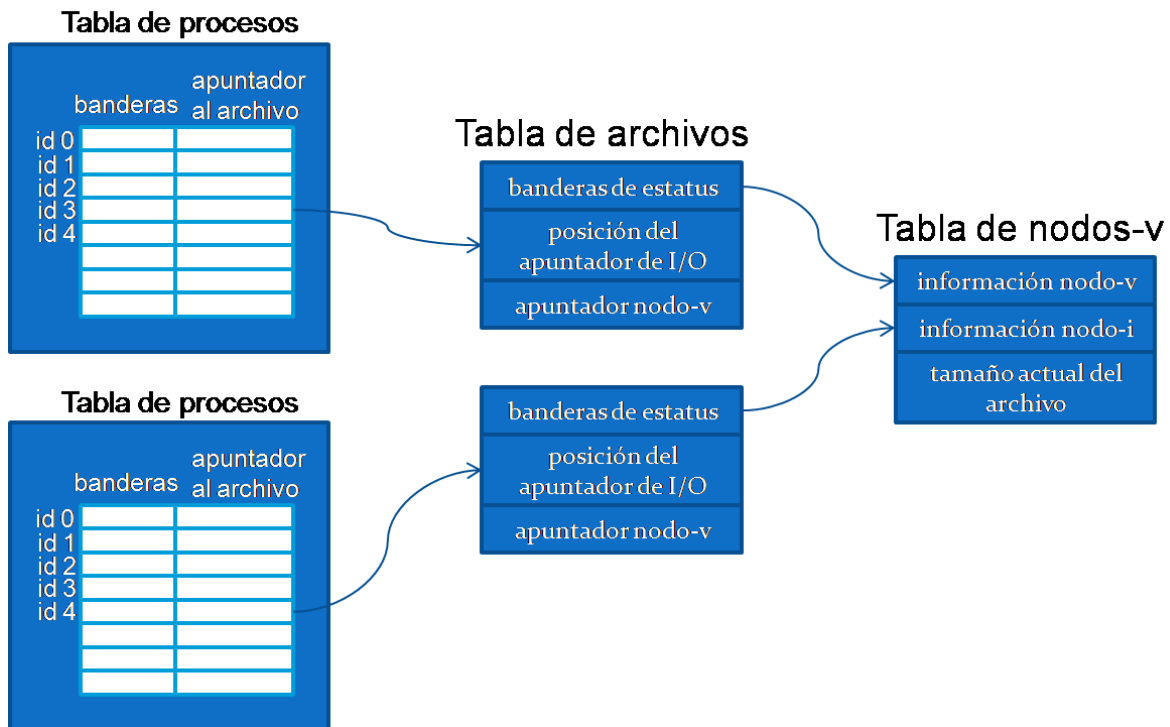 Tabla de procesos
banderas
apuntador
al archivo
id 0
id 1
id 2
id 3
id 4
Tabla de archivos
banderas de estatus
posición del
apuntador de I/O
apuntador nodo-v
Tabla de nodos-v
información nodo-v
información nodo-i
tamaño actual del
archivo
Tabla de procesos
banderas
apuntador
al archivo
id 0
id 1
id 2
id 3
id 4
banderas de estatus
posición del
apuntador de I/O
apuntador nodo-v